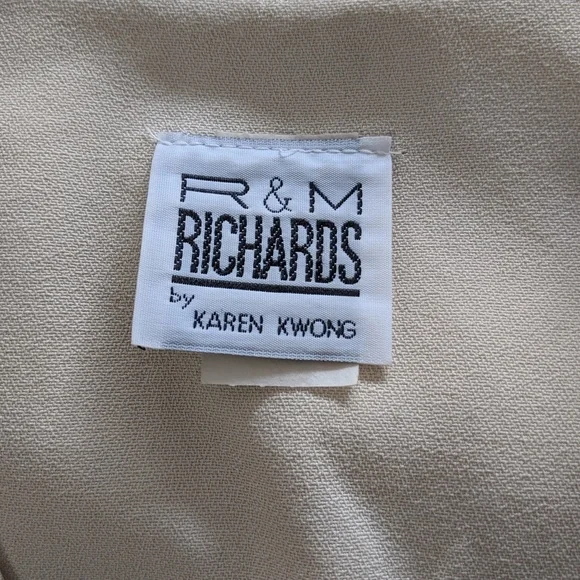 R & M
RICHARDS
by
KAREN KWONG